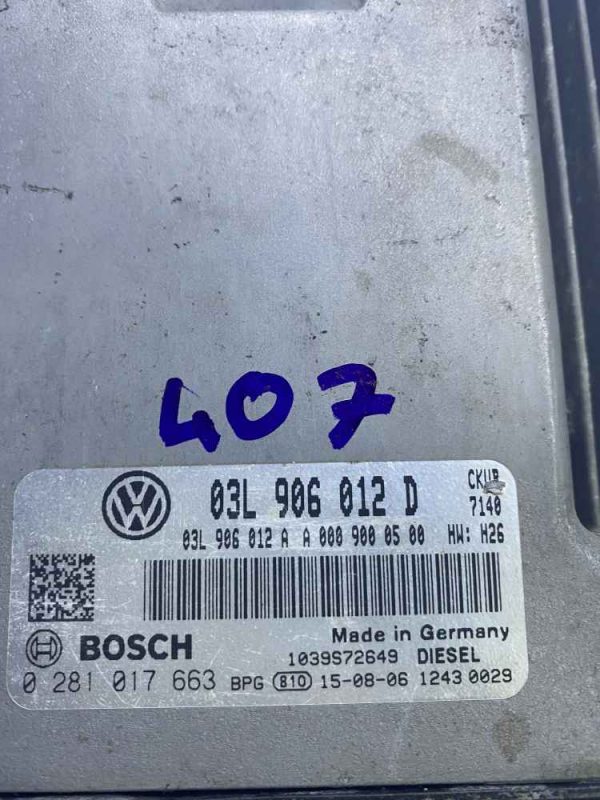 407
03L 906 012 D
7140
03L 906 012 A A 000 900 05 00 HW: H26
Made in Germany
BOSCH
1039S72649 DIESEL
0 281 017 663 BPG 810 15-08-06 1243 0029